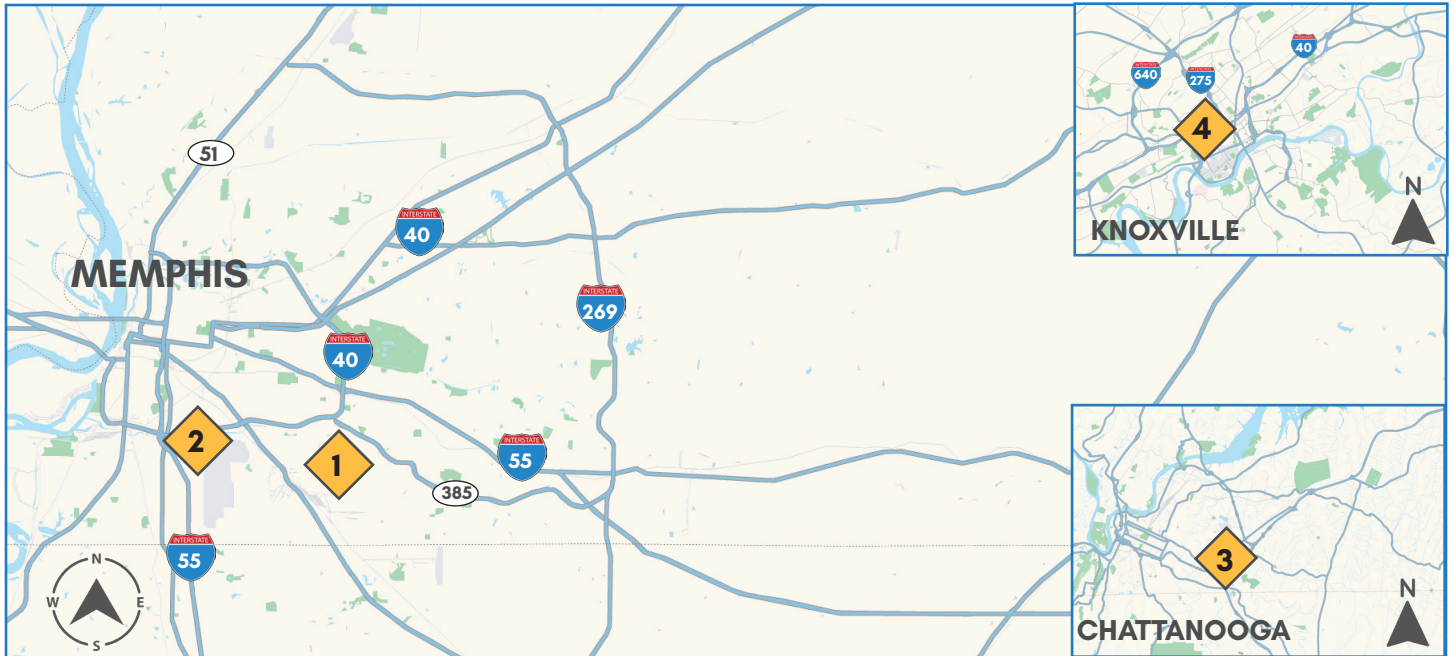 51
INTERSTATE
40
MEMPHIS
INTERSTATE
269
INTERSTATE
40
2
1
INTERSTATE
55
385
INTERSTATE
55
N
W
E
S
INTERSTATE
640
INTERSTATE
275
INTERSTATE
40
4
N
KNOXVILLE
3
N
CHATTANOOGA